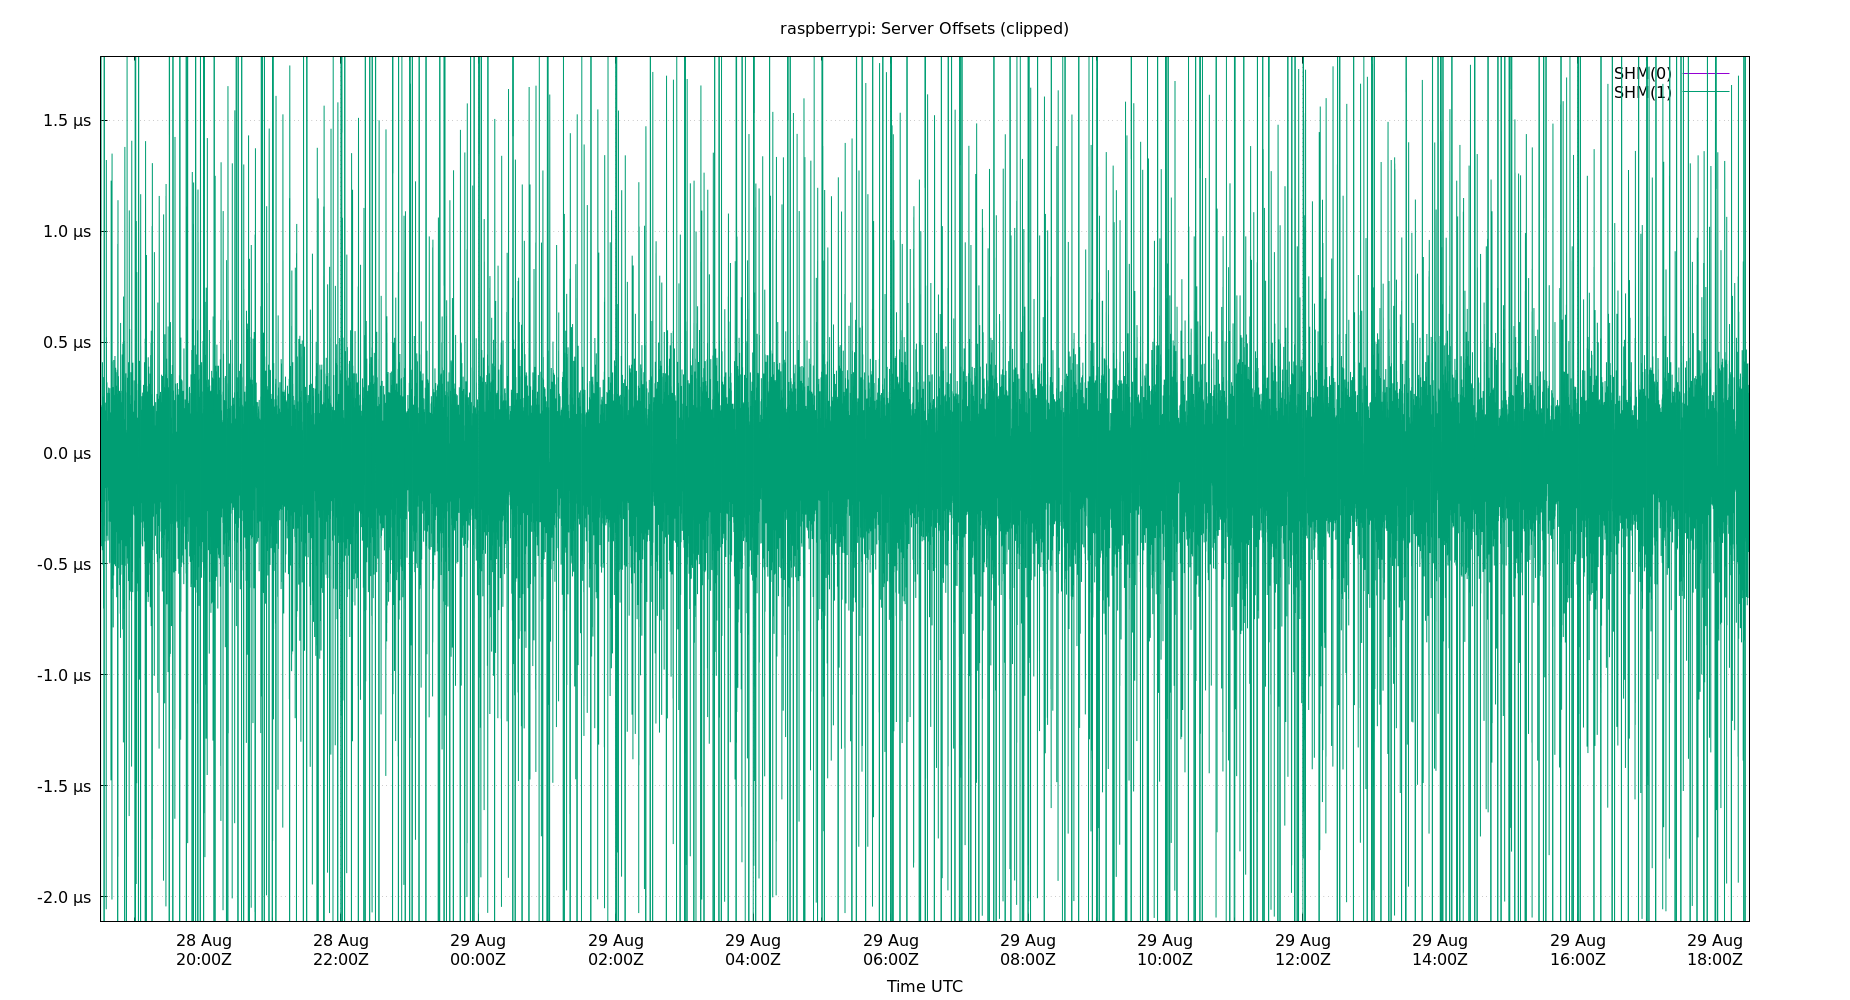 raspberrypi: Server Offsets (clipped)
SHM(0)
SHM(1)
1.5 µs
1.0 µs
0.5 µs
0.0 µs
-0.5 µs
-1.0 µs
-1.5 µs
-2.0 µs
28 Aug 28 Aug 29 Aug 29 Aug 29 Aug 29 Aug 29 Aug 29 Aug 29 Aug 29 Aug 29 Aug 29 Aug
20:00Z 22:00Z 00:00Z 02:00Z 04:00Z 06:00Z 08:00Z 10:00Z 12:00Z 14:00Z 16:00Z 18:00Z
Time UTC